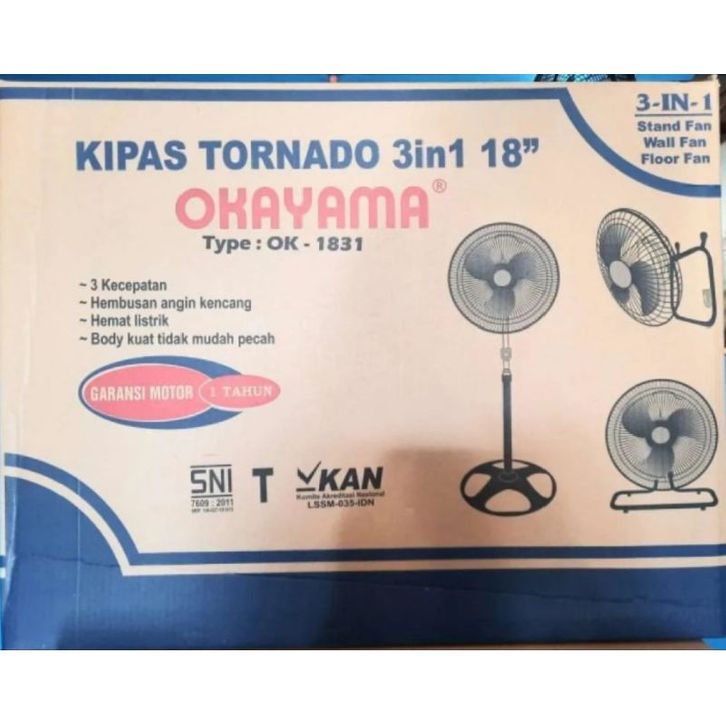 3-IN-1
Stand Fan
Wall Fan
Floor Fan
KIPAS TORNADO 3in1 18”
OKAYAMA®
Type : OK - 1831
~ 3 Kecepatan
~ Hembusan angin kencang
~ Hemat listrik
~ Body kuat tidak mudah pecah
GARANSI MOTOR 1 TAHUN
SNI
7609 : 2011
T
KAN
Komite Akreditasi Nasional
LSSM-035-IDN